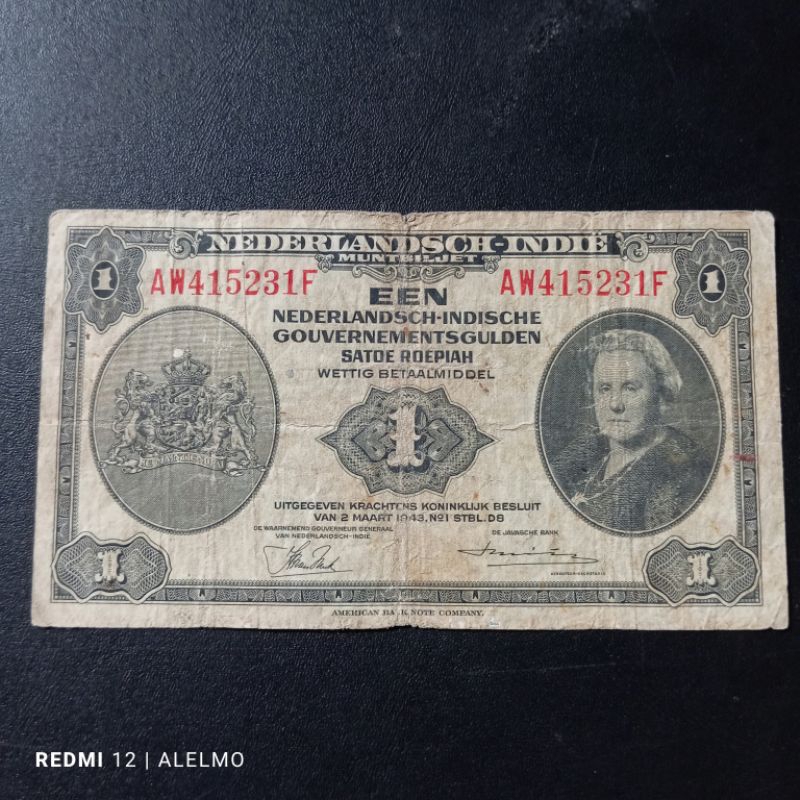 NEDERLANDSCH-INDIË
MUNTBILJET
1 AW415231F AW415231F 1
EEN
NEDERLANDSCH-INDISCHE
GOUVERNEMENTSGULDEN
SATOE ROEPIAH
WETTIG BETAALMIDDEL
1
UITGEGEVEN KRACHTENS KONINKLIJK BESLUIT
VAN 2 MAART 1943, No1 STBL. D8
DE WAARNEMEND GOUVERNEUR GENERAAL
VAN NEDERLANDSCH-INDIË
DE JAVASCHE BANK
1 1
AMERICAN BANK NOTE COMPANY.
REDMI 12 | ALELMO